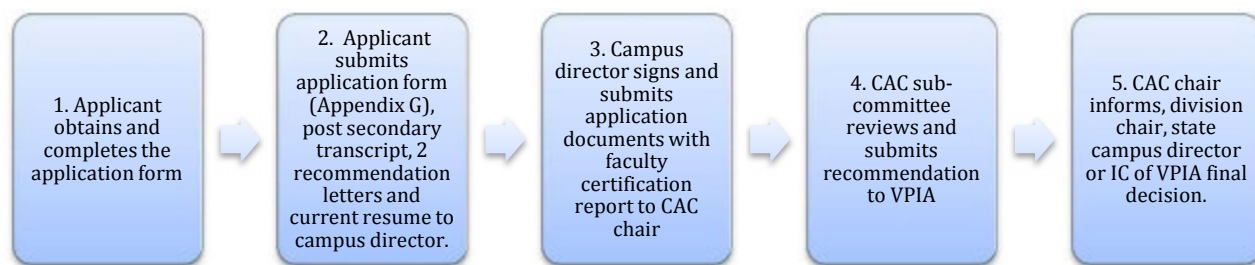 1. Applicant
obtains and
completes the
application form
2. Applicant
submits
application form
(Appendix G),
post secondary
transcript, 2
recommendation
letters and
current resume to
campus director.
3. Campus
director signs and
submits
application
documents with
faculty
certification
report to CAC
chair
4. CAC sub-
committee
reviews and
submits
recommendation
to VPIA
5. CAC chair
informs, division
chair, state
campus director
or IC of VPIA final
decision.